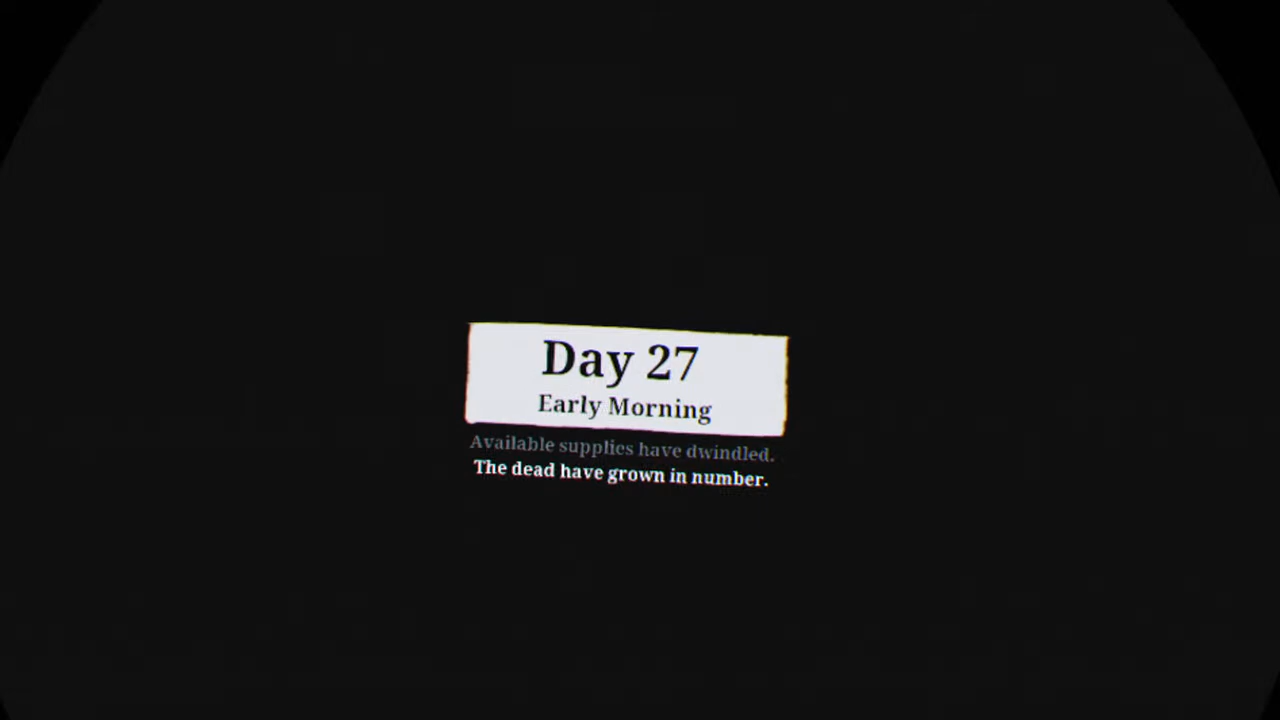 Day 27
Early Morning
Available supplies have dwindled.
The dead have grown in number.